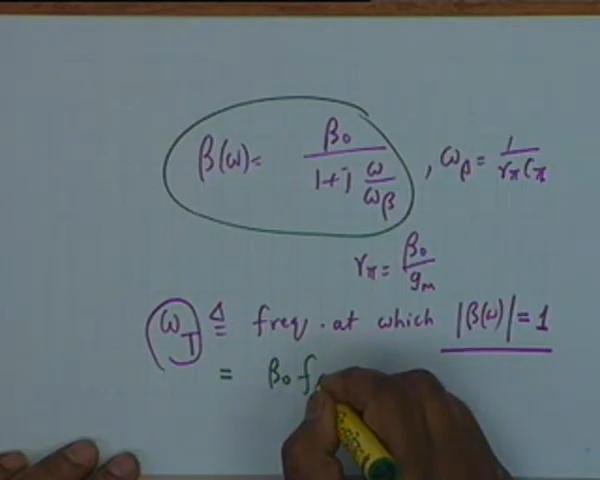 β(ω) = β₀ / (1 + j ω/ω_β) , ω_β = 1 / (r_π C_π)
r_π = β₀ / g_m
ω_T ≜ freq. at which |β(ω)| = 1
= β₀ f